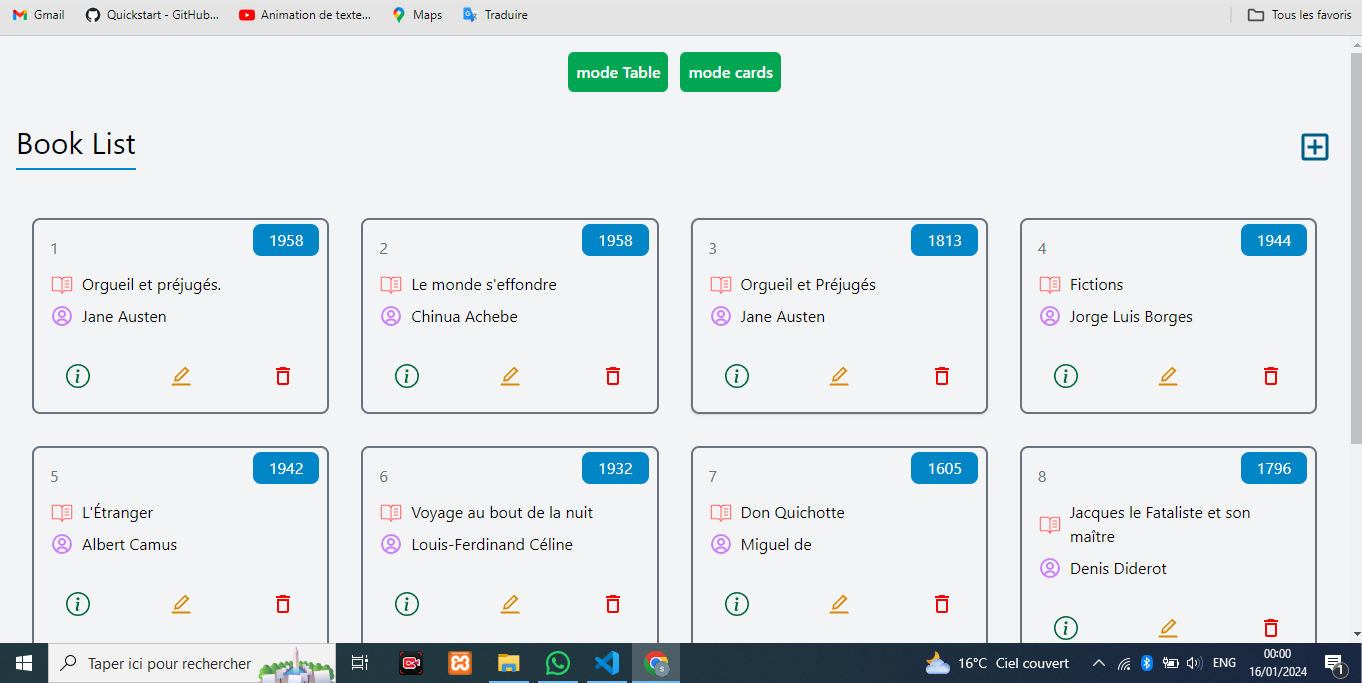 Gmail Quickstart - GitHub... Animation de texte... Maps Traduire Tous les favoris
mode Table mode cards
Book List
1 1958
Orgueil et préjugés.
Jane Austen
2 1958
Le monde s'effondre
Chinua Achebe
3 1813
Orgueil et Préjugés
Jane Austen
4 1944
Fictions
Jorge Luis Borges
5 1942
L'Étranger
Albert Camus
6 1932
Voyage au bout de la nuit
Louis-Ferdinand Céline
7 1605
Don Quichotte
Miguel de
8 1796
Jacques le Fataliste et son
maître
Denis Diderot
Taper ici pour rechercher 16°C Ciel couvert ENG 00:00
16/01/2024 1